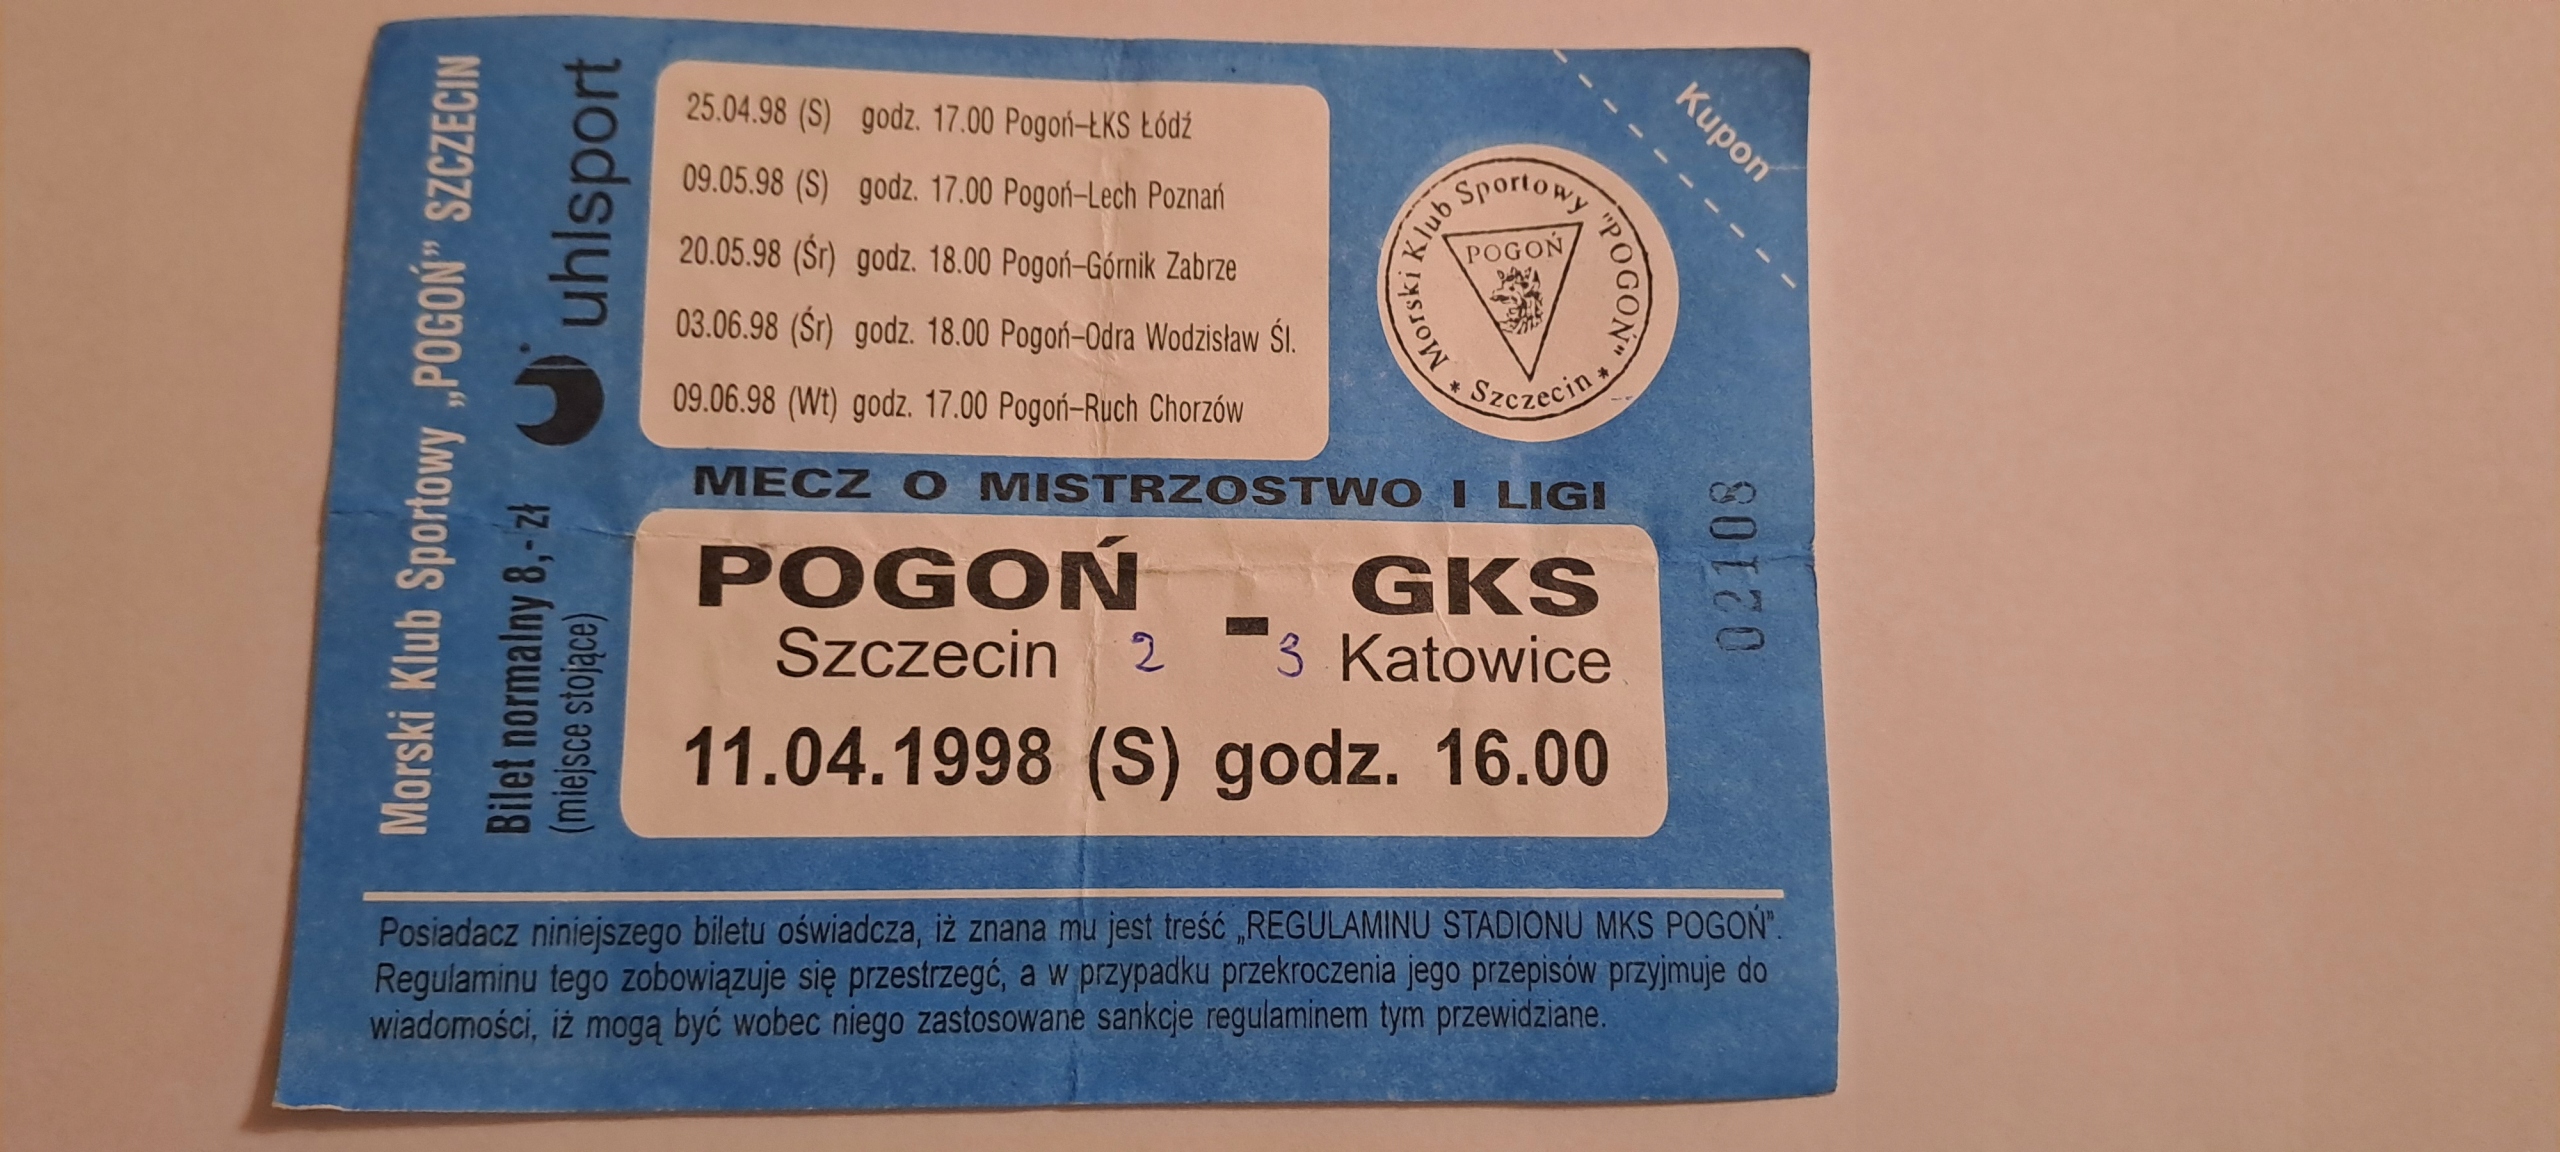 Morski Klub Sportowy „POGOŃ” SZCZECIN
Bilet normalny 8,- zł
(miejsce stojące)
uhlsport
25.04.98 (S) godz. 17.00 Pogoń–ŁKS Łódź
09.05.98 (S) godz. 17.00 Pogoń–Lech Poznań
20.05.98 (Śr) godz. 18.00 Pogoń–Górnik Zabrze
03.06.98 (Śr) godz. 18.00 Pogoń–Odra Wodzisław Śl.
09.06.98 (Wt) godz. 17.00 Pogoń–Ruch Chorzów
Kupon
Morski Klub Sportowy "POGOŃ"
* Szczecin *
POGOŃ
MECZ O MISTRZOSTWO I LIGI
POGOŃ - GKS
Szczecin 2 3 Katowice
11.04.1998 (S) godz. 16.00
02108
Posiadacz niniejszego biletu oświadcza, iż znana mu jest treść „REGULAMINU STADIONU MKS POGOŃ”.
Regulaminu tego zobowiązuje się przestrzegć, a w przypadku przekroczenia jego przepisów przyjmuje do
wiadomości, iż mogą być wobec niego zastosowane sankcje regulaminem tym przewidziane.